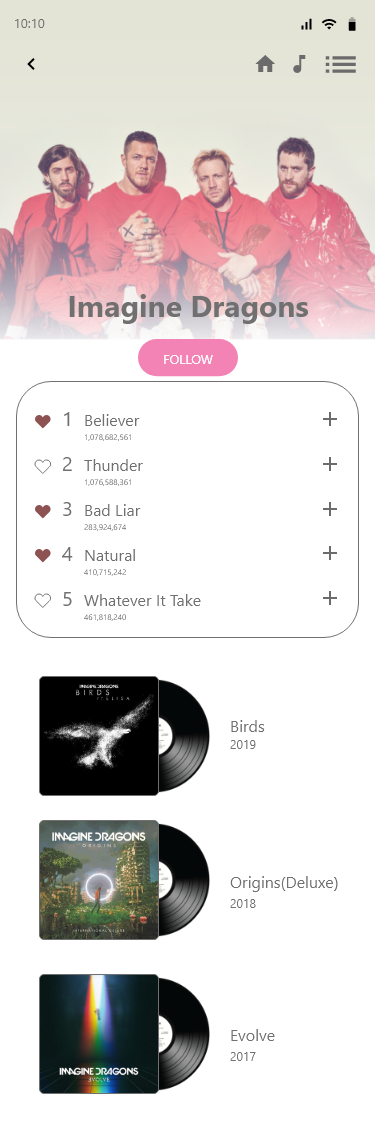 10:10
Imagine Dragons
FOLLOW
1 Believer
1,078,682,561
2 Thunder
1,076,588,361
3 Bad Liar
283,924,674
4 Natural
410,715,242
5 Whatever It Take
461,818,240
IMAGINE DRAGONS
BIRDS
Birds
2019
IMAGINE DRAGONS
ORIGINS
Origins(Deluxe)
2018
IMAGINE DRAGONS
EVOLVE
Evolve
2017